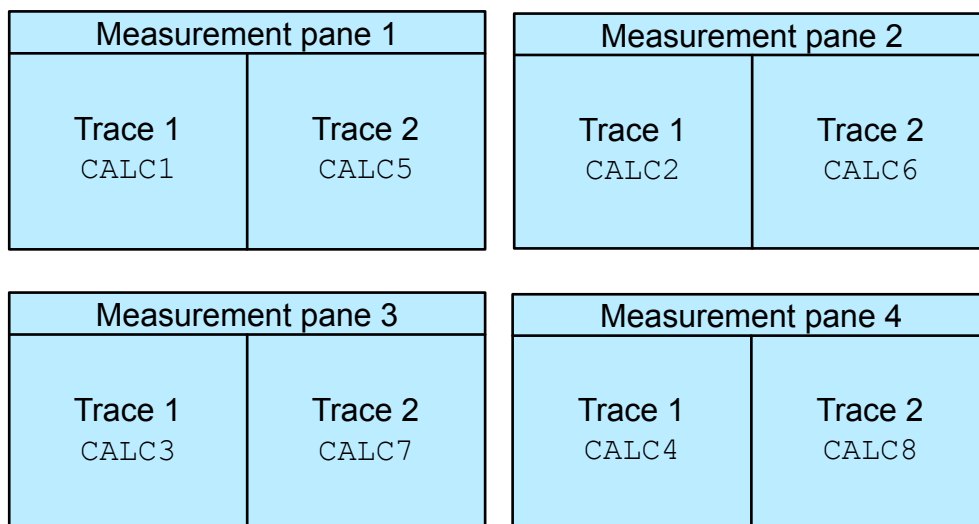 Measurement pane 1
Trace 1
CALC1
Trace 2
CALC5
Measurement pane 2
Trace 1
CALC2
Trace 2
CALC6
Measurement pane 3
Trace 1
CALC3
Trace 2
CALC7
Measurement pane 4
Trace 1
CALC4
Trace 2
CALC8